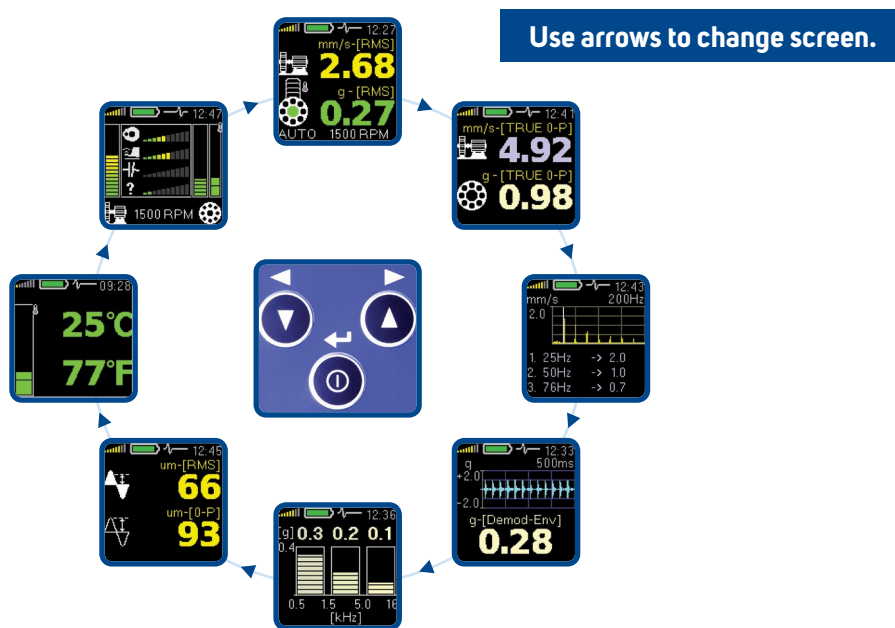 Use arrows to change screen.
12:27
mm/s-[RMS]
2.68
g-[RMS]
0.27
AUTO 1500 RPM
12:41
mm/s-[TRUE 0-P]
4.92
g-[TRUE 0-P]
0.98
12:43
mm/s 200Hz
2.0
1. 25Hz -> 2.0
2. 50Hz -> 1.0
3. 76Hz -> 0.7
12:33
g 500ms
+2.0
-2.0
g-[Demod-Env]
0.28
12:36
[g] 0.3 0.2 0.1
0.4
0.5 1.5 5.0 16
[kHz]
12:45
um-[RMS]
66
um-[0-P]
93
09:28
25°C
77°F
12:47
?
1500 RPM